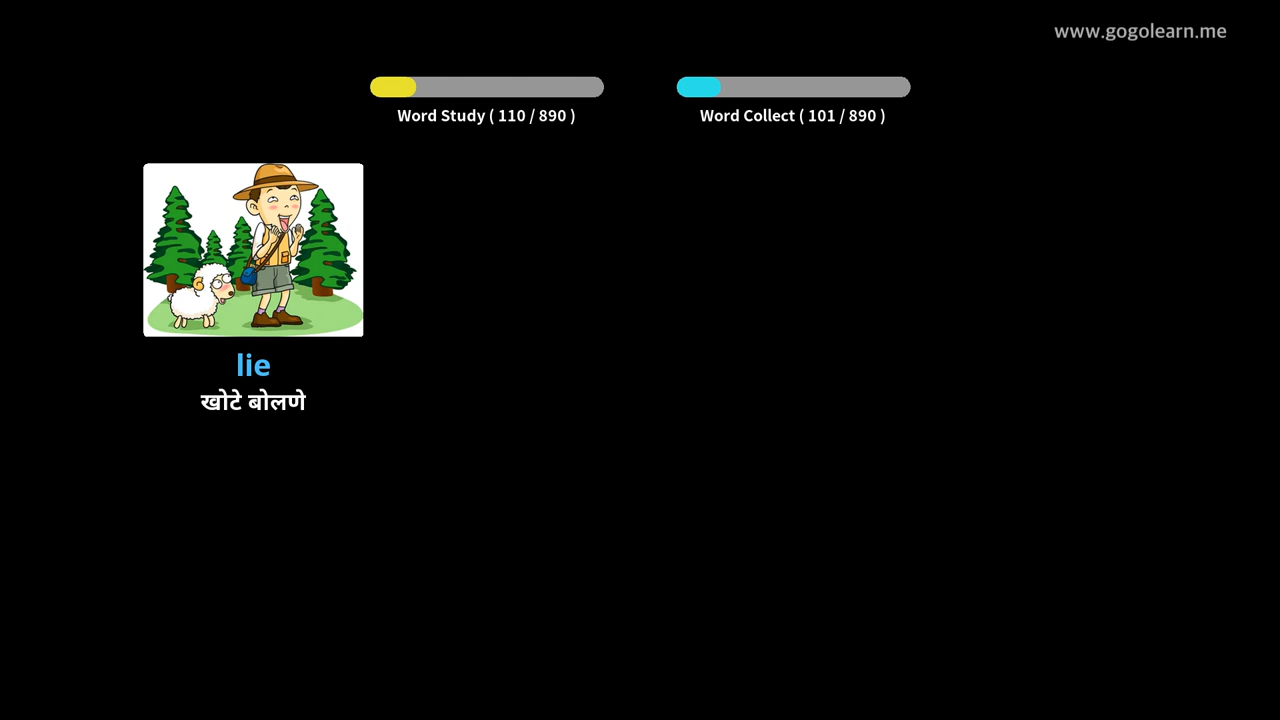 www.gogolearn.me
Word Study ( 110 / 890 )
Word Collect ( 101 / 890 )
lie
खोटे बोलणे